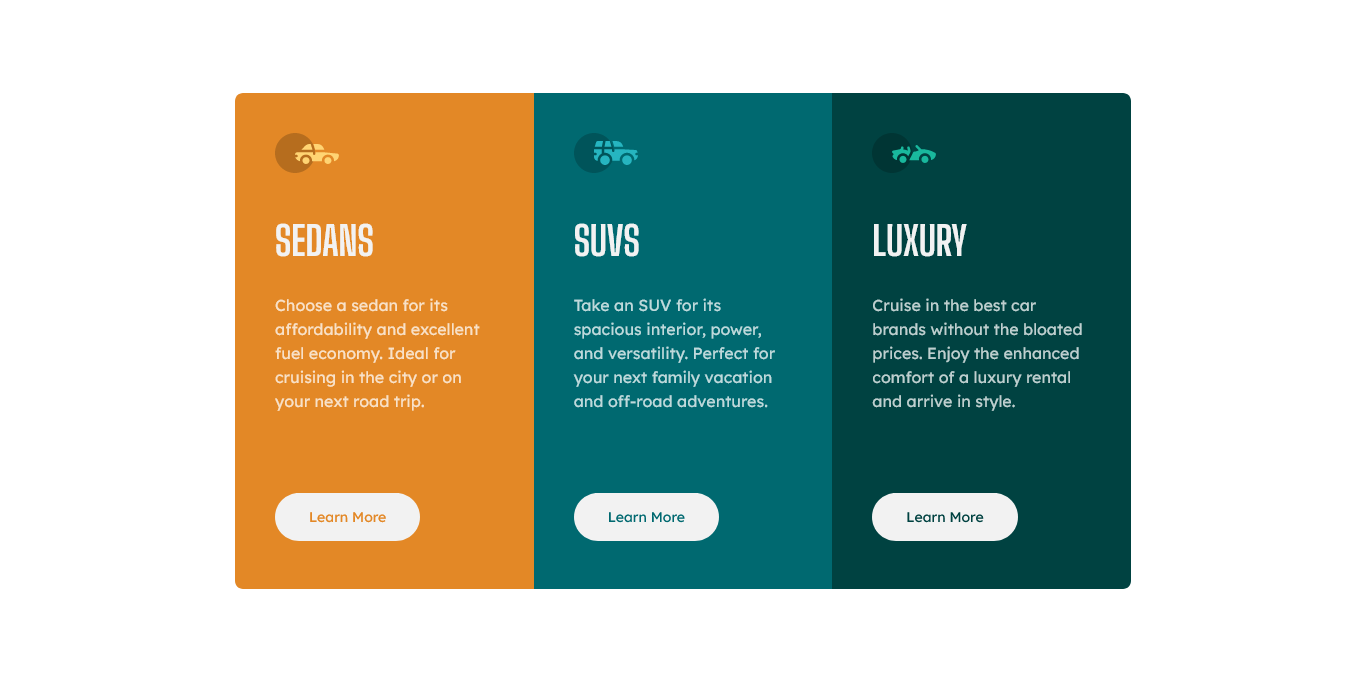 SEDANS
Choose a sedan for its
affordability and excellent
fuel economy. Ideal for
cruising in the city or on
your next road trip.
Learn More
SUVS
Take an SUV for its
spacious interior, power,
and versatility. Perfect for
your next family vacation
and off-road adventures.
Learn More
LUXURY
Cruise in the best car
brands without the bloated
prices. Enjoy the enhanced
comfort of a luxury rental
and arrive in style.
Learn More